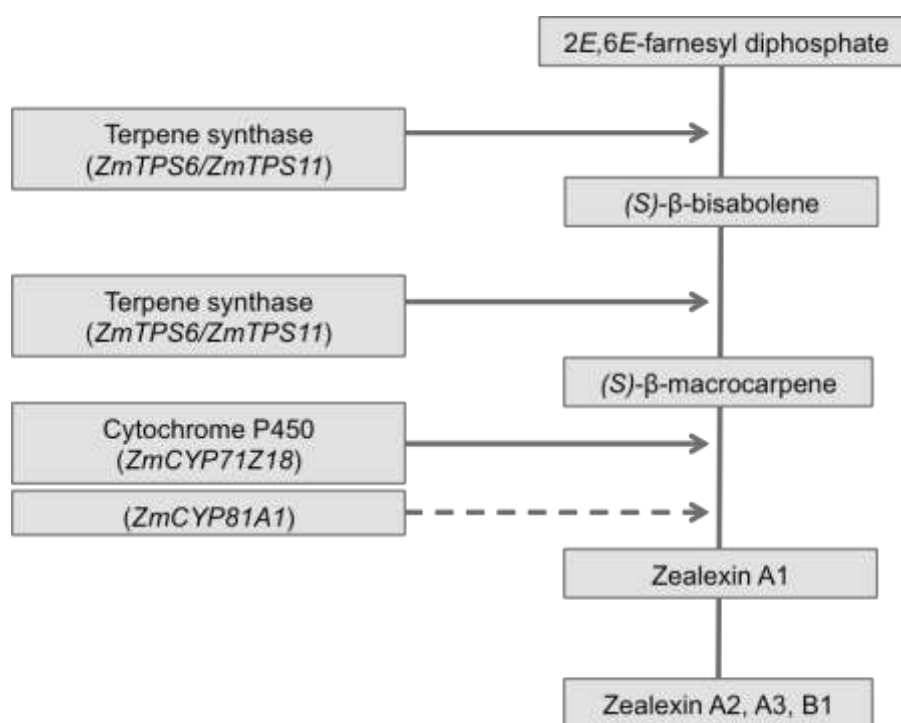 2E,6E-farnesyl diphosphate
Terpene synthase
(ZmTPS6/ZmTPS11)
(S)-β-bisabolene
Terpene synthase
(ZmTPS6/ZmTPS11)
(S)-β-macrocarpene
Cytochrome P450
(ZmCYP71Z18)
(ZmCYP81A1)
Zealexin A1
Zealexin A2, A3, B1